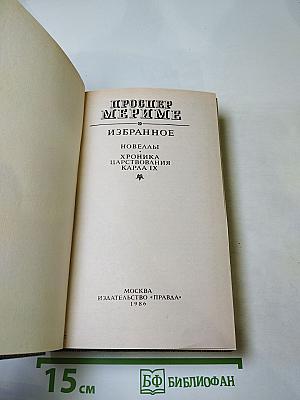 ПРОСПЕР
МЕРИМЕ
ИЗБРАННОЕ
НОВЕЛЛЫ
ХРОНИКА
ЦАРСТВОВАНИЯ
КАРЛА IX
МОСКВА
ИЗДАТЕЛЬСТВО «ПРАВДА»
1986
15 см
БФ БИБЛИОФАН